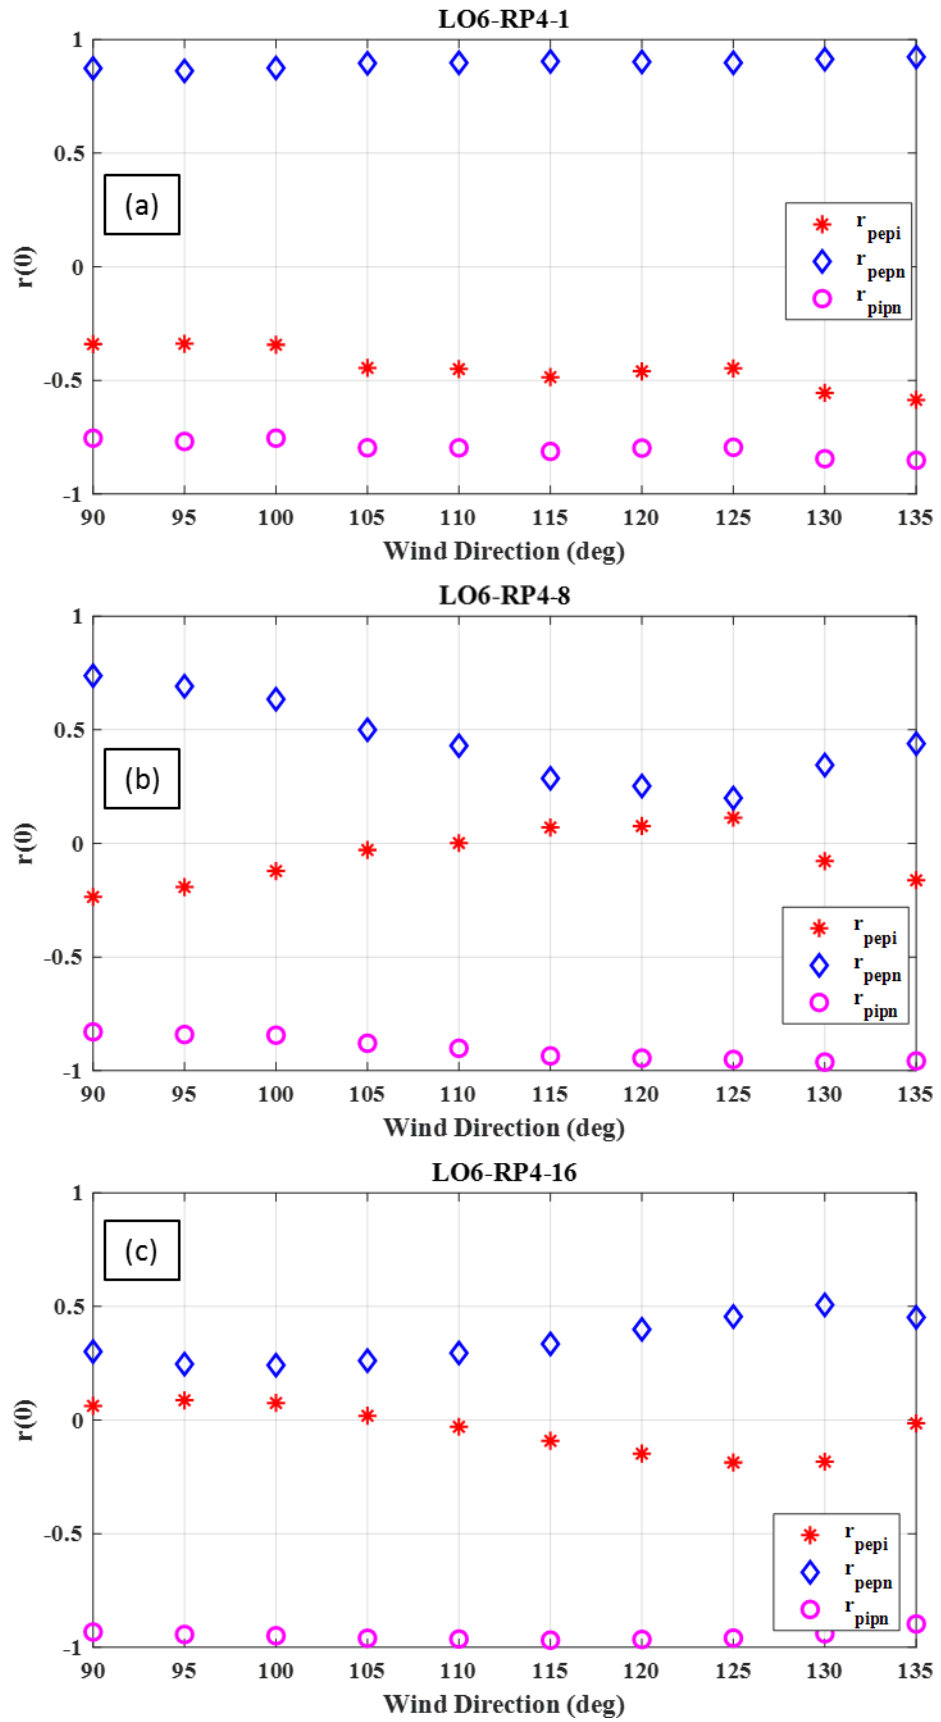 LO6-RP4-1
1
0.5
0
-0.5
-1
r(0)
(a)
r pepi
r pepn
r pipn
90 95 100 105 110 115 120 125 130 135
Wind Direction (deg)
LO6-RP4-8
1
0.5
0
-0.5
-1
r(0)
(b)
r pepi
r pepn
r pipn
90 95 100 105 110 115 120 125 130 135
Wind Direction (deg)
LO6-RP4-16
1
0.5
0
-0.5
-1
r(0)
(c)
r pepi
r pepn
r pipn
90 95 100 105 110 115 120 125 130 135
Wind Direction (deg)